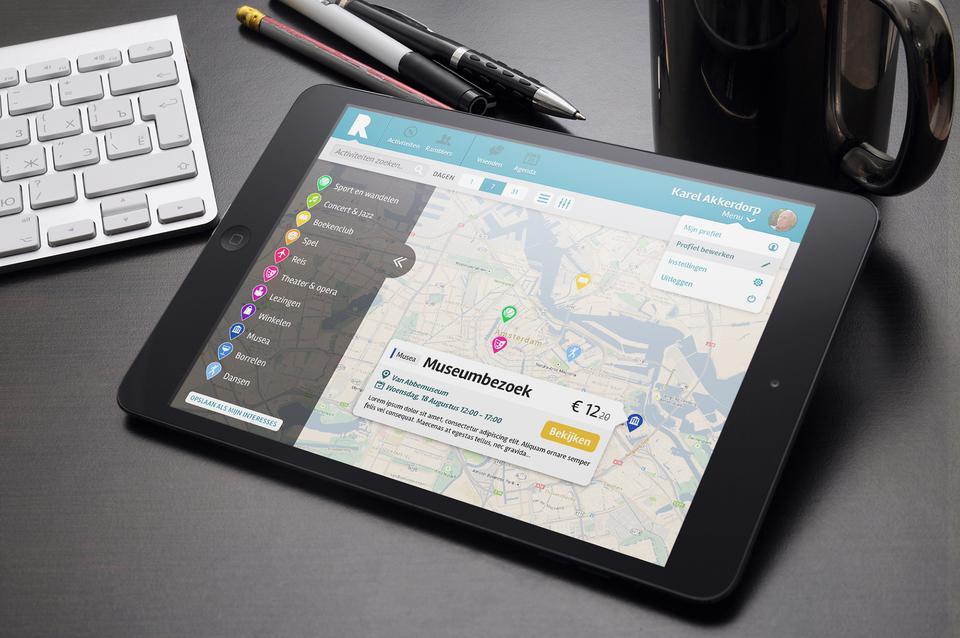 R
Activiteiten
Ramblers
Vrienden
Agenda
Karel Akkerdorp
Menu
Activiteiten zoeken...
DAGEN
1
7
31
Mijn profiel
Profiel bewerken
Instellingen
Uitloggen
Sport en wandelen
Concert & Jazz
Boekenclub
Spel
Reis
Theater & opera
Lezingen
Winkelen
Musea
Borrelen
Dansen
OPSLAAN ALS MIJN INTERESSES
Amsterdam
Musea
Museumbezoek
Van Abbemuseum
Woensdag, 18 Augustus 12:00 – 17:00
€ 12,20
Lorem ipsum dolor sit amet, consectetur adipiscing elit. Aliquam ornare semper
felis vel consequat. Maecenas at egestas tellus, nec gravida...
Bekijken
З
Х
Ъ
Ж
Э
Ё
Ю
?